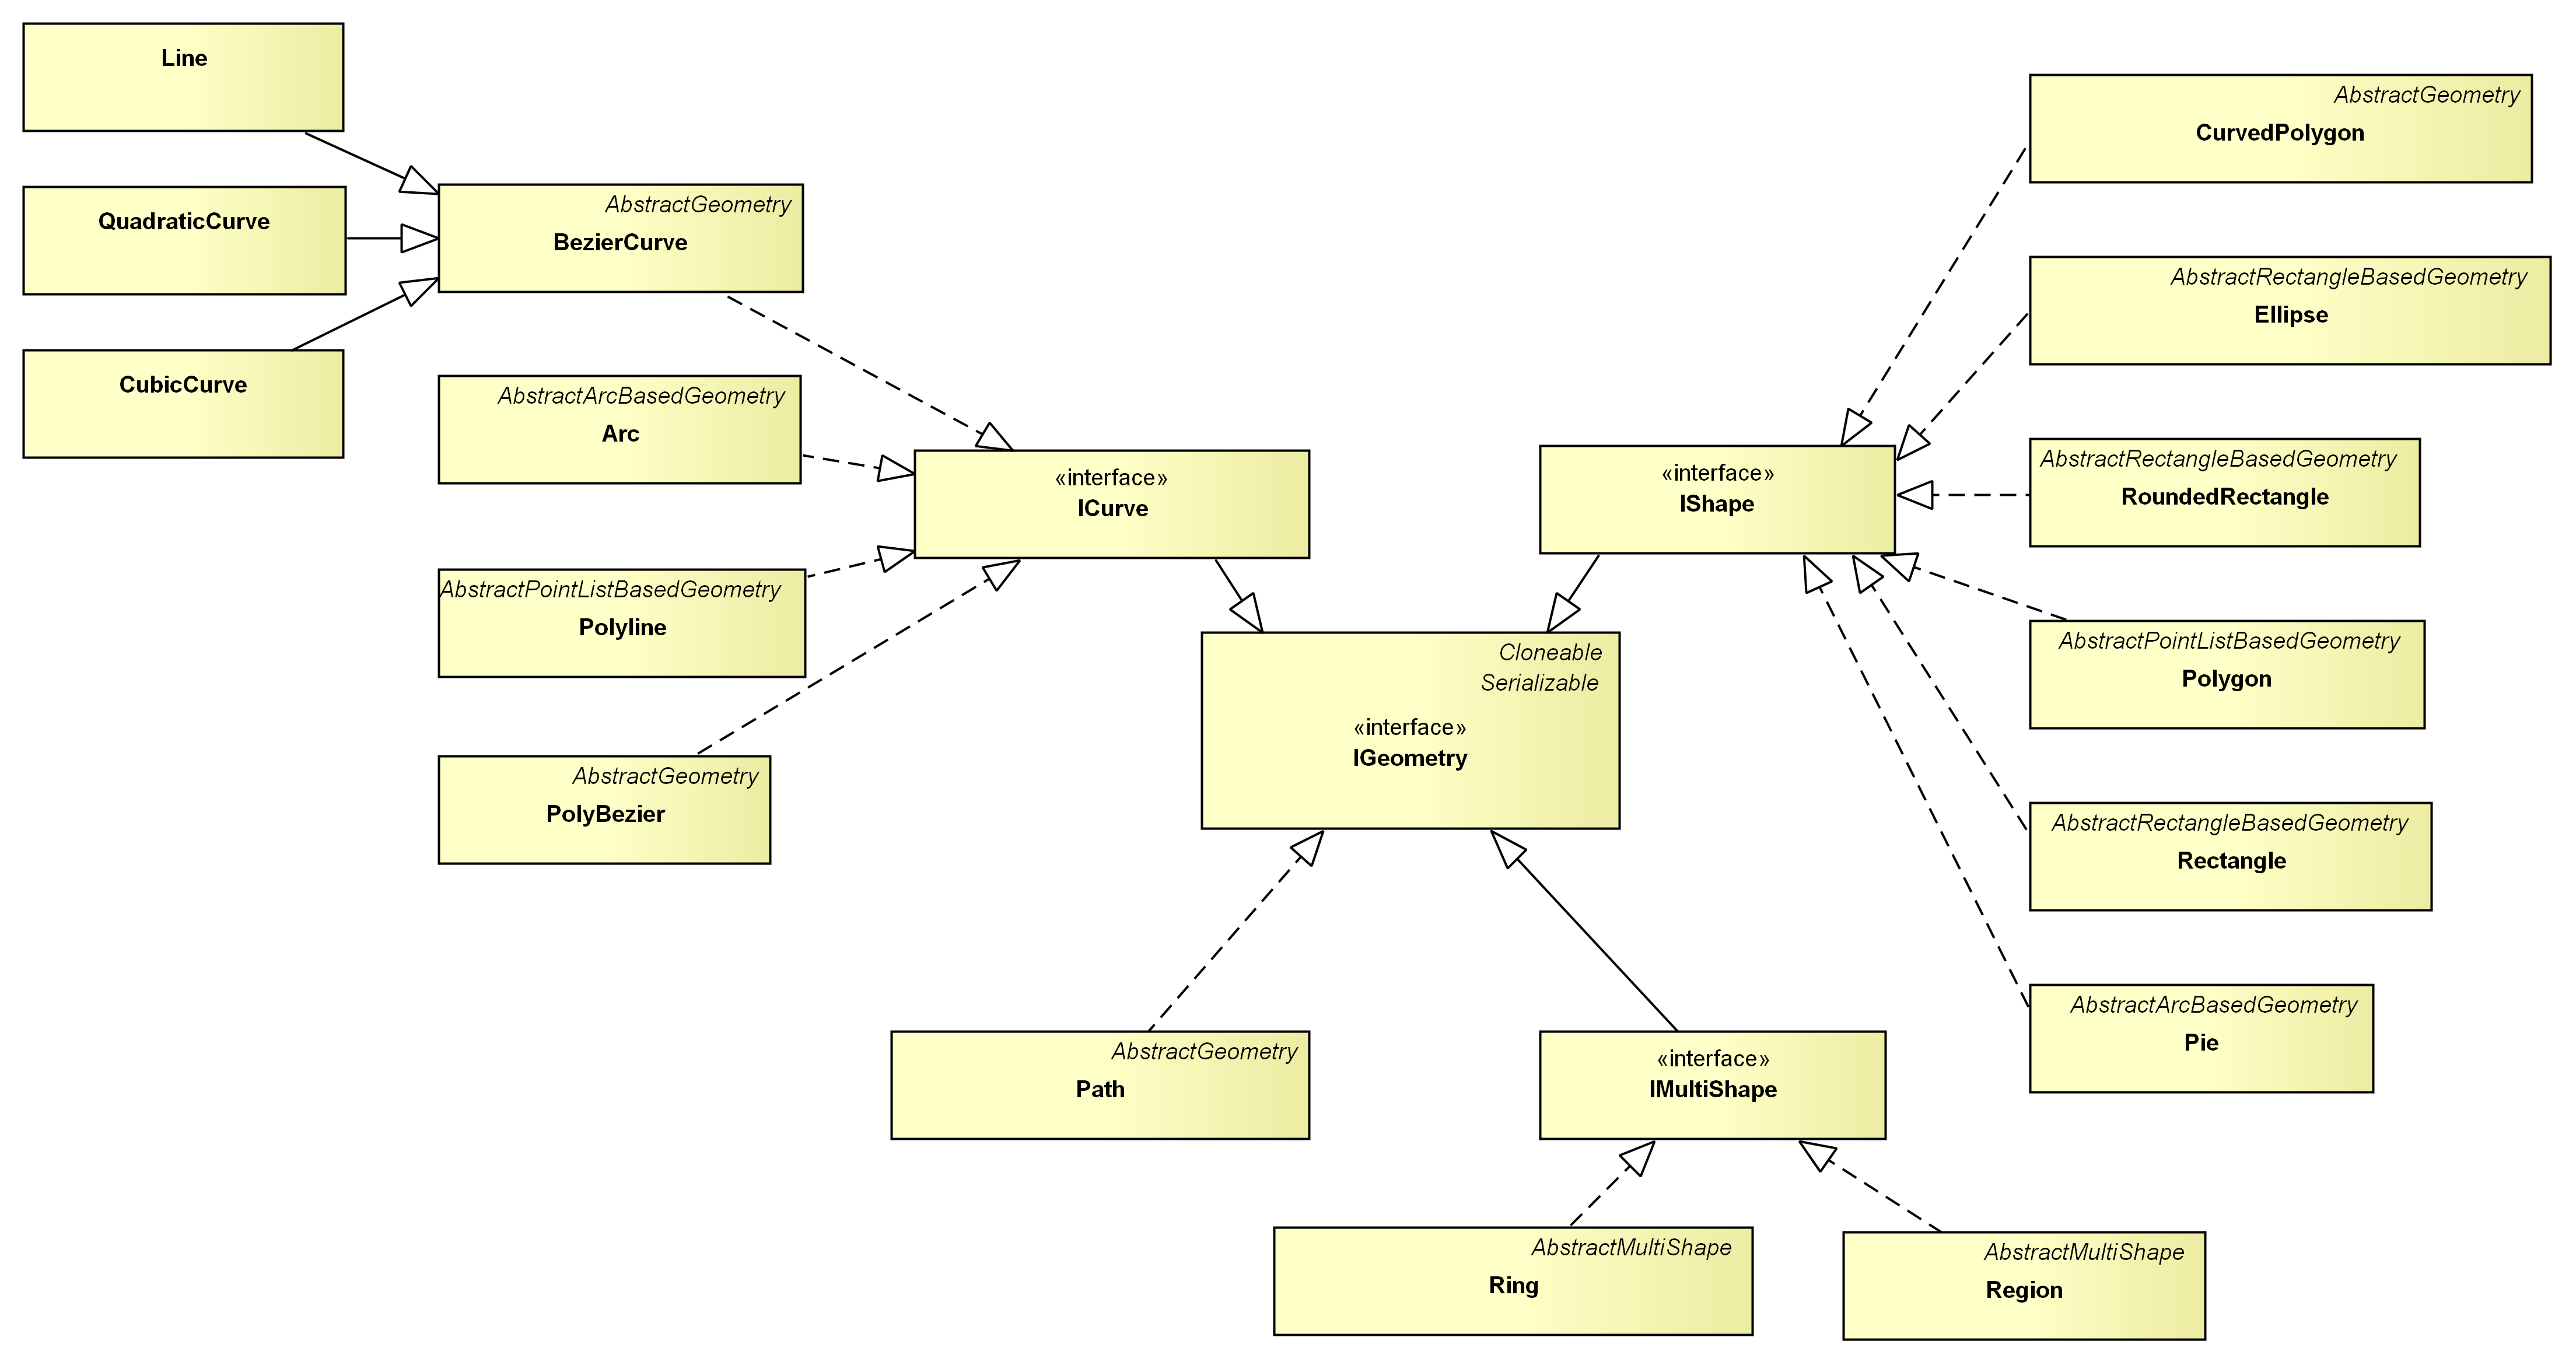 Line
QuadraticCurve
CubicCurve
AbstractGeometry
BezierCurve
AbstractArcBasedGeometry
Arc
AbstractPointListBasedGeometry
Polyline
AbstractGeometry
PolyBezier
«interface»
ICurve
«interface»
IShape
Cloneable
Serializable
«interface»
IGeometry
AbstractGeometry
Path
«interface»
IMultiShape
AbstractMultiShape
Ring
AbstractMultiShape
Region
AbstractGeometry
CurvedPolygon
AbstractRectangleBasedGeometry
Ellipse
AbstractRectangleBasedGeometry
RoundedRectangle
AbstractPointListBasedGeometry
Polygon
AbstractRectangleBasedGeometry
Rectangle
AbstractArcBasedGeometry
Pie